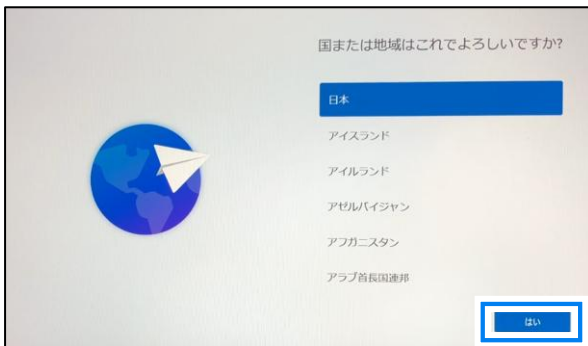 国または地域はこれでよろしいですか?
日本
アイスランド
アイルランド
アゼルバイジャン
アフガニスタン
アラブ首長国連邦
はい